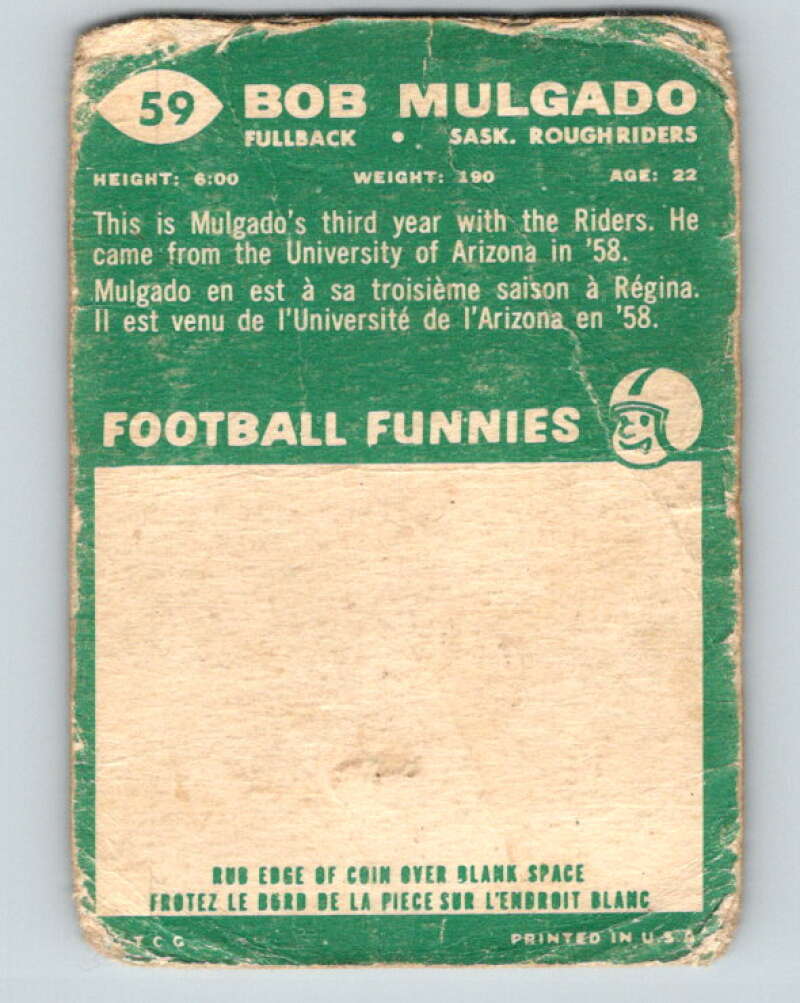 59 BOB MULGADO
FULLBACK • SASK. ROUGHRIDERS
HEIGHT: 6:00 WEIGHT: 190 AGE: 22
This is Mulgado's third year with the Riders. He
came from the University of Arizona in '58.
Mulgado en est à sa troisième saison à Régina.
Il est venu de l'Université de l'Arizona en '58.
FOOTBALL FUNNIES
RUB EDGE OF COIN OVER BLANK SPACE
FROTEZ LE BORD DE LA PIECE SUR L'ENDROIT BLANC
T C G PRINTED IN U.S.A